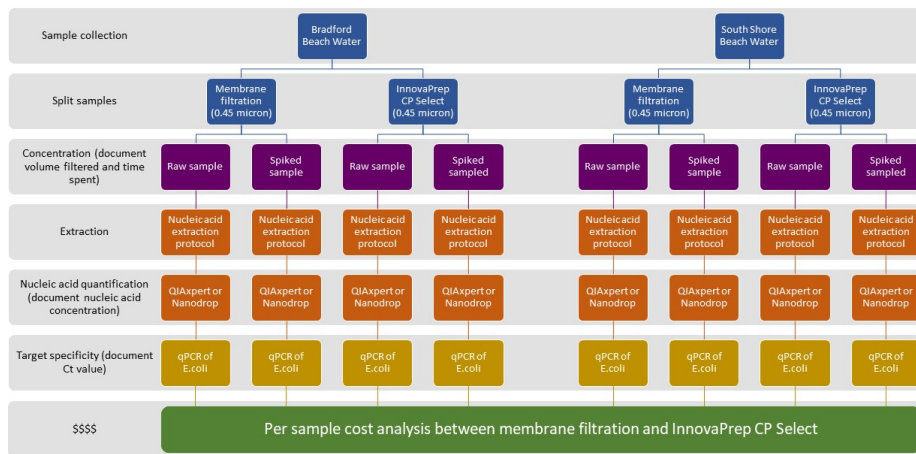 Sample collection
Bradford
Beach Water
South Shore
Beach Water
Split samples
Membrane
filtration
(0.45 micron)
InnovaPrep
CP Select
(0.45 micron)
Membrane
filtration
(0.45 micron)
InnovaPrep
CP Select
(0.45 micron)
Concentration (document
volume filtered and time
spent)
Raw sample
Spiked
sample
Raw sample
Spiked
sampled
Raw sample
Spiked
sample
Raw sample
Spiked
sampled
Extraction
Nucleic acid
extraction
protocol
Nucleic acid
extraction
protocol
Nucleic acid
extraction
protocol
Nucleic acid
extraction
protocol
Nucleic acid
extraction
protocol
Nucleic acid
extraction
protocol
Nucleic acid
extraction
protocol
Nucleic acid
extraction
protocol
Nucleic acid quantification
(document nucleic acid
concentration)
QIAxpert or
Nanodrop
QIAxpert or
Nanodrop
QIAxpert or
Nanodrop
QIAxpert or
Nanodrop
QIAxpert or
Nanodrop
QIAxpert or
Nanodrop
QIAxpert or
Nanodrop
QIAxpert or
Nanodrop
Target specificity (document
Ct value)
qPCR of
E.coli
qPCR of
E.coli
qPCR of
E.coli
qPCR of
E.coli
qPCR of
E.coli
qPCR of
E.coli
qPCR of
E.coli
qPCR of
E.coli
$$$$
Per sample cost analysis between membrane filtration and InnovaPrep CP Select